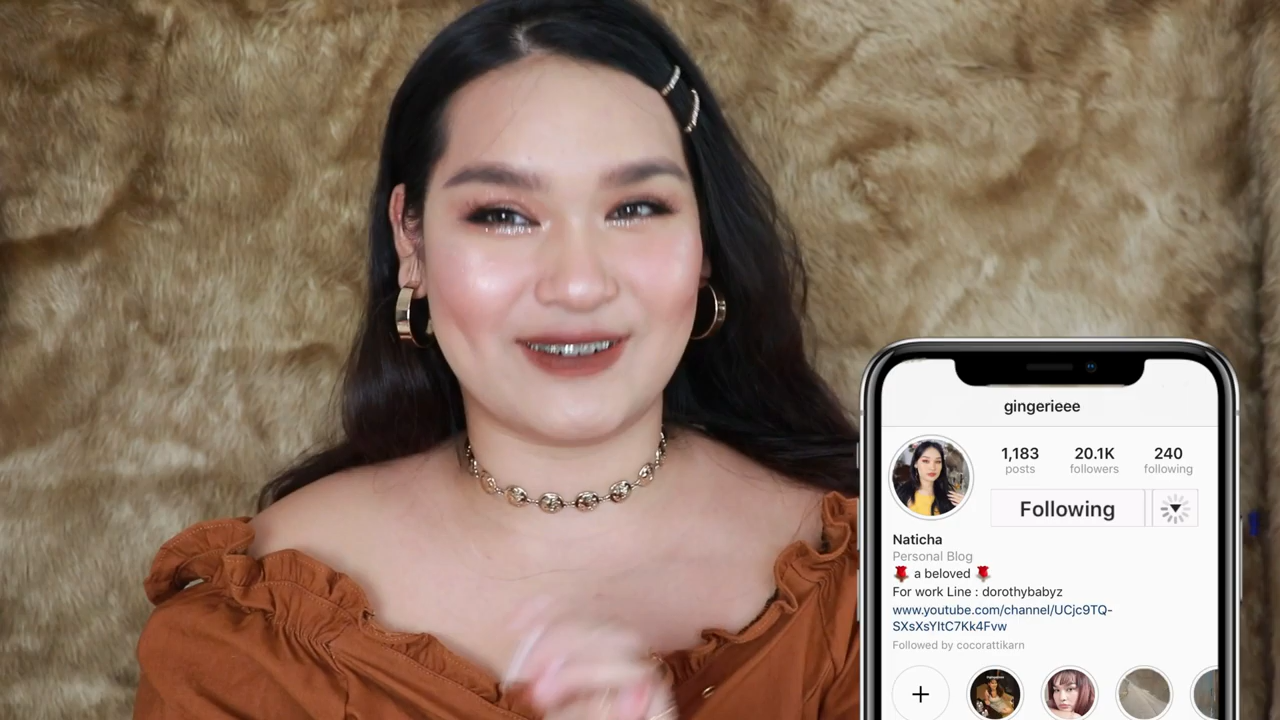 gingerieee
1,183 20.1K 240
posts followers following
Following
Naticha
Personal Blog
🌹 a beloved 🌹
For work Line : dorothybabyz
www.youtube.com/channel/UCjc9TQ-
SXsXsYItC7Kk4Fvw
Followed by cocorattikarn